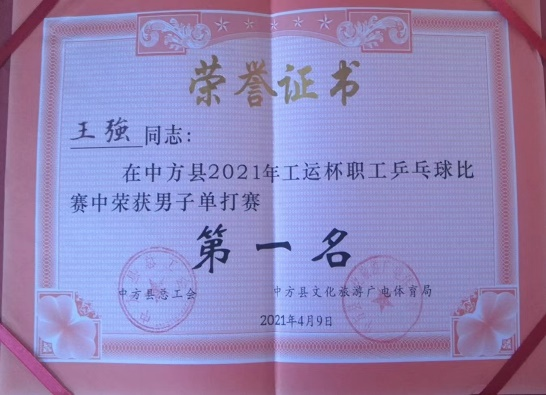 荣誉证书
王強同志：
在中方县2021年工运杯职工乒乓球比
赛中荣获男子单打赛
第一名
中方县总工会 中方县文化旅游广电体育局
2021年4月9日